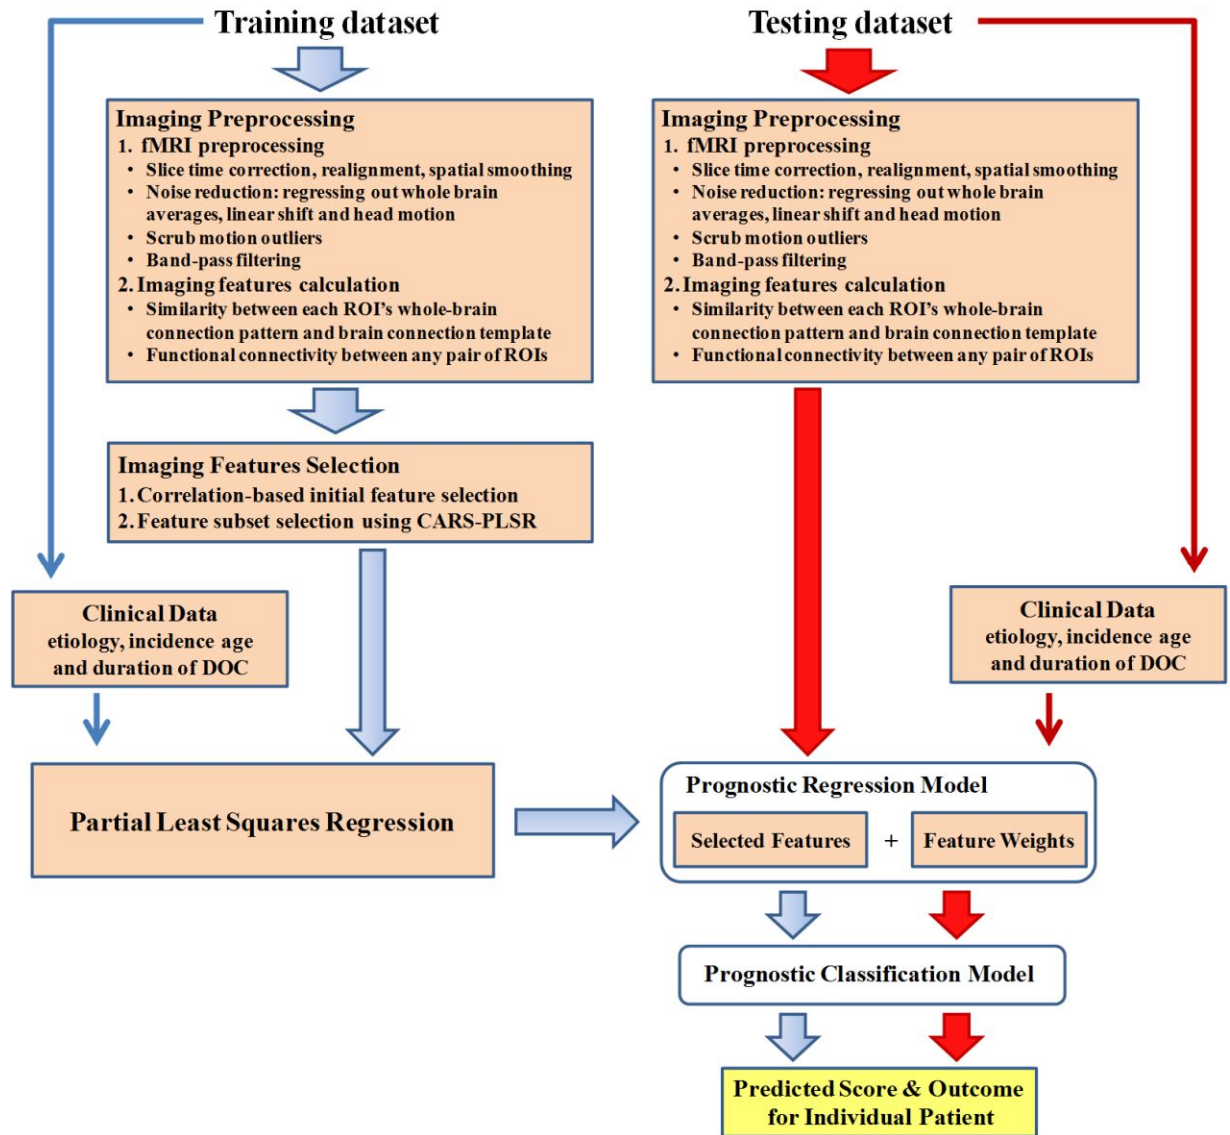 Training dataset
Imaging Preprocessing
1. fMRI preprocessing
• Slice time correction, realignment, spatial smoothing
• Noise reduction: regressing out whole brain
averages, linear shift and head motion
• Scrub motion outliers
• Band-pass filtering
2. Imaging features calculation
• Similarity between each ROI's whole-brain
connection pattern and brain connection template
• Functional connectivity between any pair of ROIs
Imaging Features Selection
1. Correlation-based initial feature selection
2. Feature subset selection using CARS-PLSR
Clinical Data
etiology, incidence age
and duration of DOC
Partial Least Squares Regression
Testing dataset
Imaging Preprocessing
1. fMRI preprocessing
• Slice time correction, realignment, spatial smoothing
• Noise reduction: regressing out whole brain
averages, linear shift and head motion
• Scrub motion outliers
• Band-pass filtering
2. Imaging features calculation
• Similarity between each ROI's whole-brain
connection pattern and brain connection template
• Functional connectivity between any pair of ROIs
Clinical Data
etiology, incidence age
and duration of DOC
Prognostic Regression Model
Selected Features + Feature Weights
Prognostic Classification Model
Predicted Score & Outcome
for Individual Patient